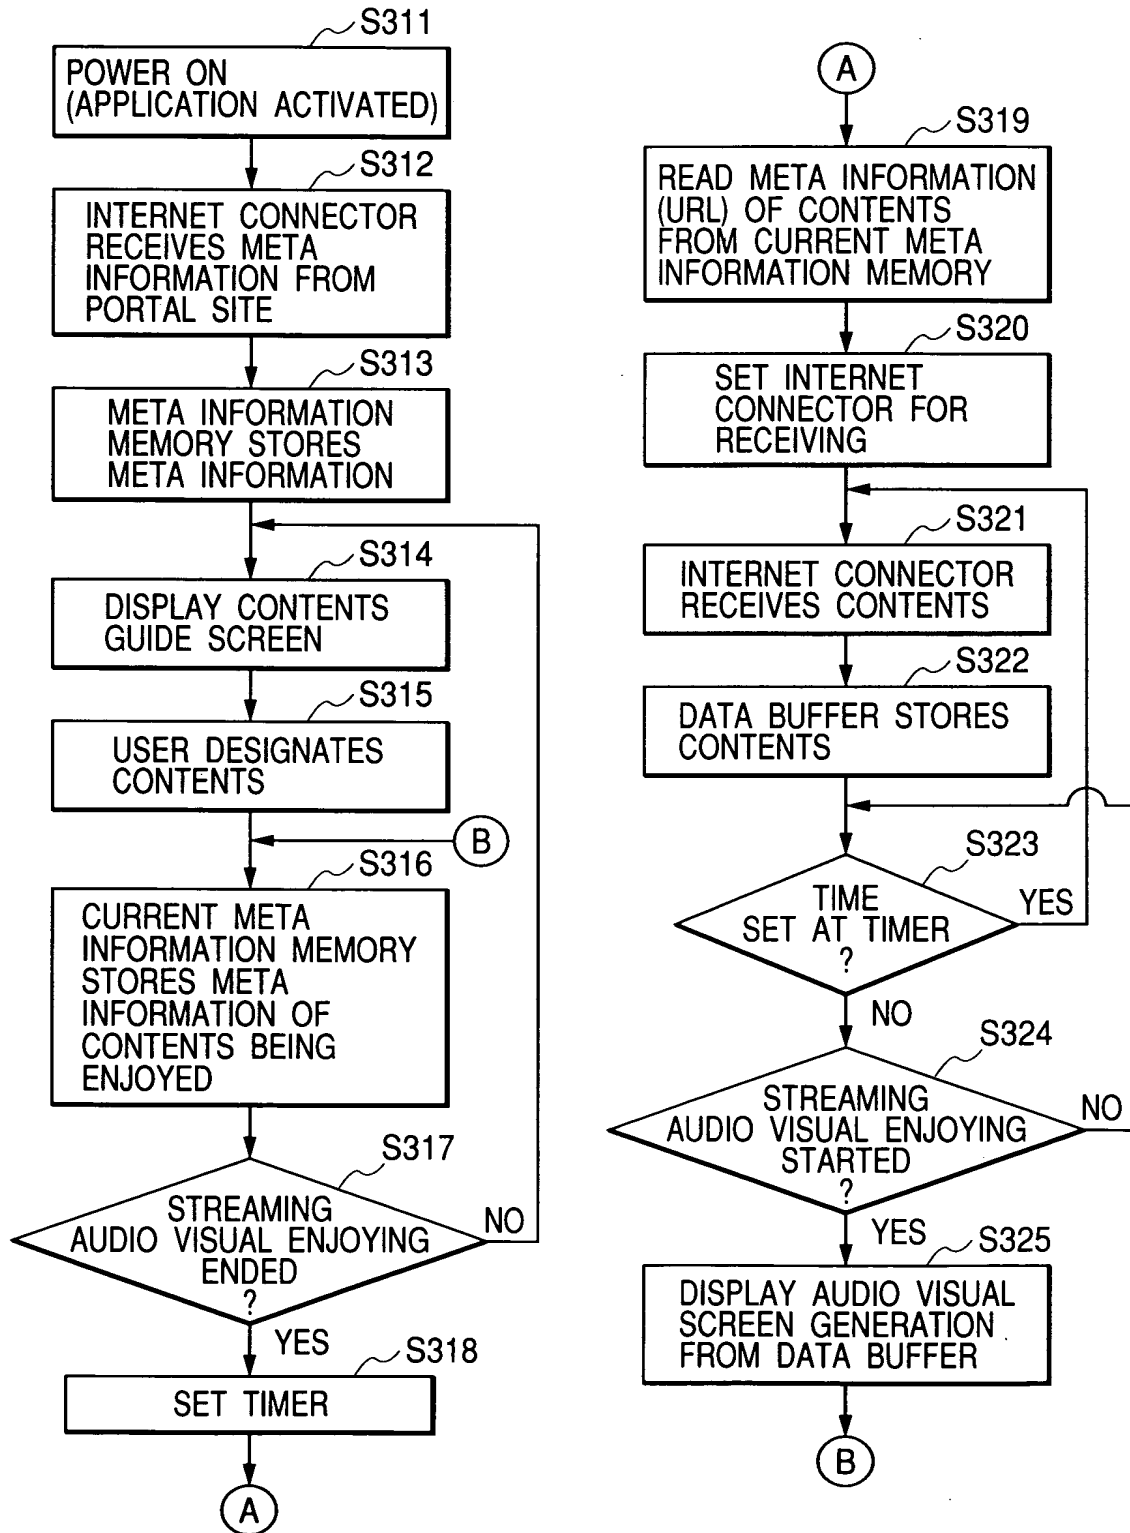 S311
POWER ON
(APPLICATION ACTIVATED)
S312
INTERNET CONNECTOR
RECEIVES META
INFORMATION FROM
PORTAL SITE
S313
META INFORMATION
MEMORY STORES
META INFORMATION
S314
DISPLAY CONTENTS
GUIDE SCREEN
S315
USER DESIGNATES
CONTENTS
B
S316
CURRENT META
INFORMATION MEMORY
STORES META
INFORMATION OF
CONTENTS BEING
ENJOYED
S317
STREAMING
AUDIO VISUAL ENJOYING
ENDED
?
NO
YES
S318
SET TIMER
A
A
S319
READ META INFORMATION
(URL) OF CONTENTS
FROM CURRENT META
INFORMATION MEMORY
S320
SET INTERNET
CONNECTOR FOR
RECEIVING
S321
INTERNET CONNECTOR
RECEIVES CONTENTS
S322
DATA BUFFER STORES
CONTENTS
S323
TIME
SET AT TIMER
?
YES
NO
S324
STREAMING
AUDIO VISUAL ENJOYING
STARTED
?
NO
YES
S325
DISPLAY AUDIO VISUAL
SCREEN GENERATION
FROM DATA BUFFER
B